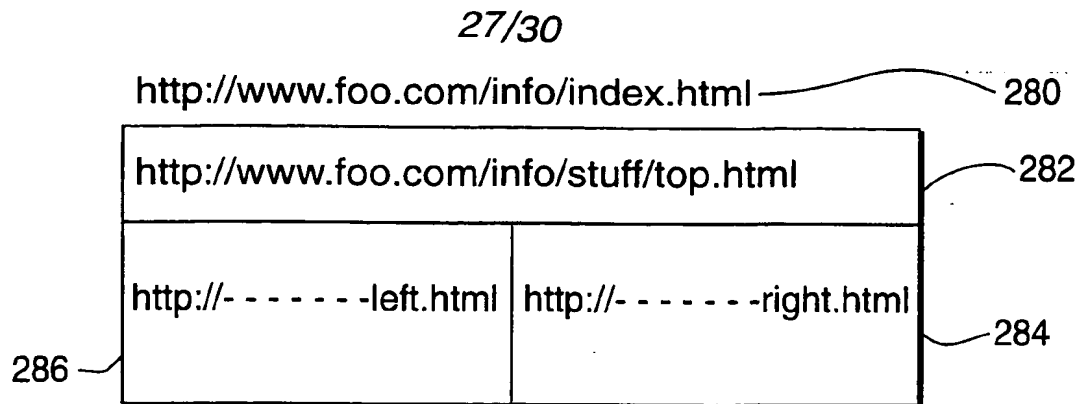 27/30
http://www.foo.com/info/index.html 280
http://www.foo.com/info/stuff/top.html 282
http://- - - - - - -left.html http://- - - - - - -right.html
284
286